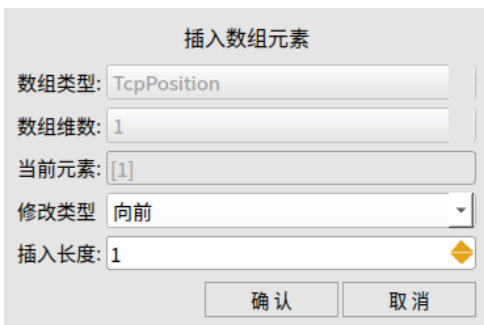 插入数组元素
数组类型: TcpPosition
数组维数: 1
当前元素: [1]
修改类型 向前
插入长度: 1
确认 取消